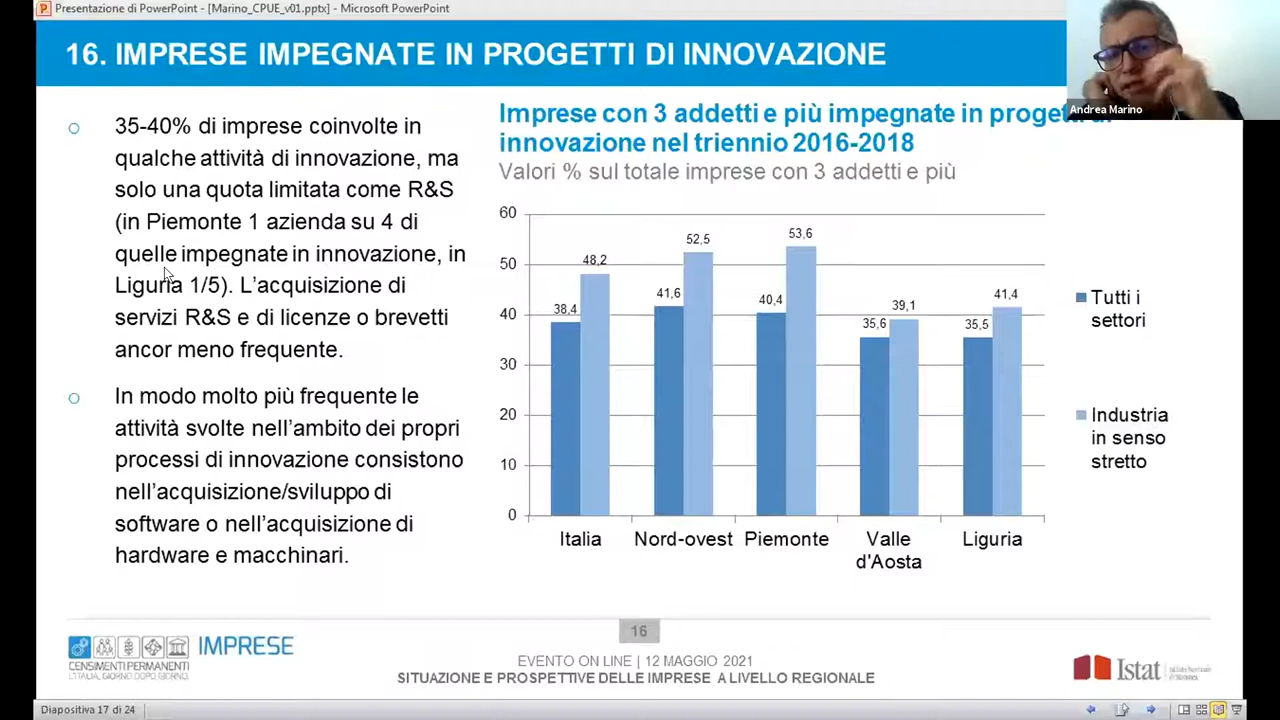 Presentazione di PowerPoint - [Marino_CPUE_v01.pptx] - Microsoft PowerPoint
16. IMPRESE IMPEGNATE IN PROGETTI DI INNOVAZIONE
Andrea Marino
35-40% di imprese coinvolte in
qualche attività di innovazione, ma
solo una quota limitata come R&S
(in Piemonte 1 azienda su 4 di
quelle impegnate in innovazione, in
Liguria 1/5). L'acquisizione di
servizi R&S e di licenze o brevetti
ancor meno frequente.
In modo molto più frequente le
attività svolte nell'ambito dei propri
processi di innovazione consistono
nell'acquisizione/sviluppo di
software o nell'acquisizione di
hardware e macchinari.
Imprese con 3 addetti e più impegnate in progetti di
innovazione nel triennio 2016-2018
Valori % sul totale imprese con 3 addetti e più
60
50
40
30
20
10
0
38,4
48,2
41,6
52,5
40,4
53,6
35,6
39,1
35,5
41,4
Italia
Nord-ovest
Piemonte
Valle
d'Aosta
Liguria
Tutti i
settori
Industria
in senso
stretto
16
IMPRESE
CENSIMENTI PERMANENTI
L'ITALIA, GIORNO DOPO GIORNO.
EVENTO ON LINE | 12 MAGGIO 2021
SITUAZIONE E PROSPETTIVE DELLE IMPRESE A LIVELLO REGIONALE
Istat
Diapositiva 17 di 24